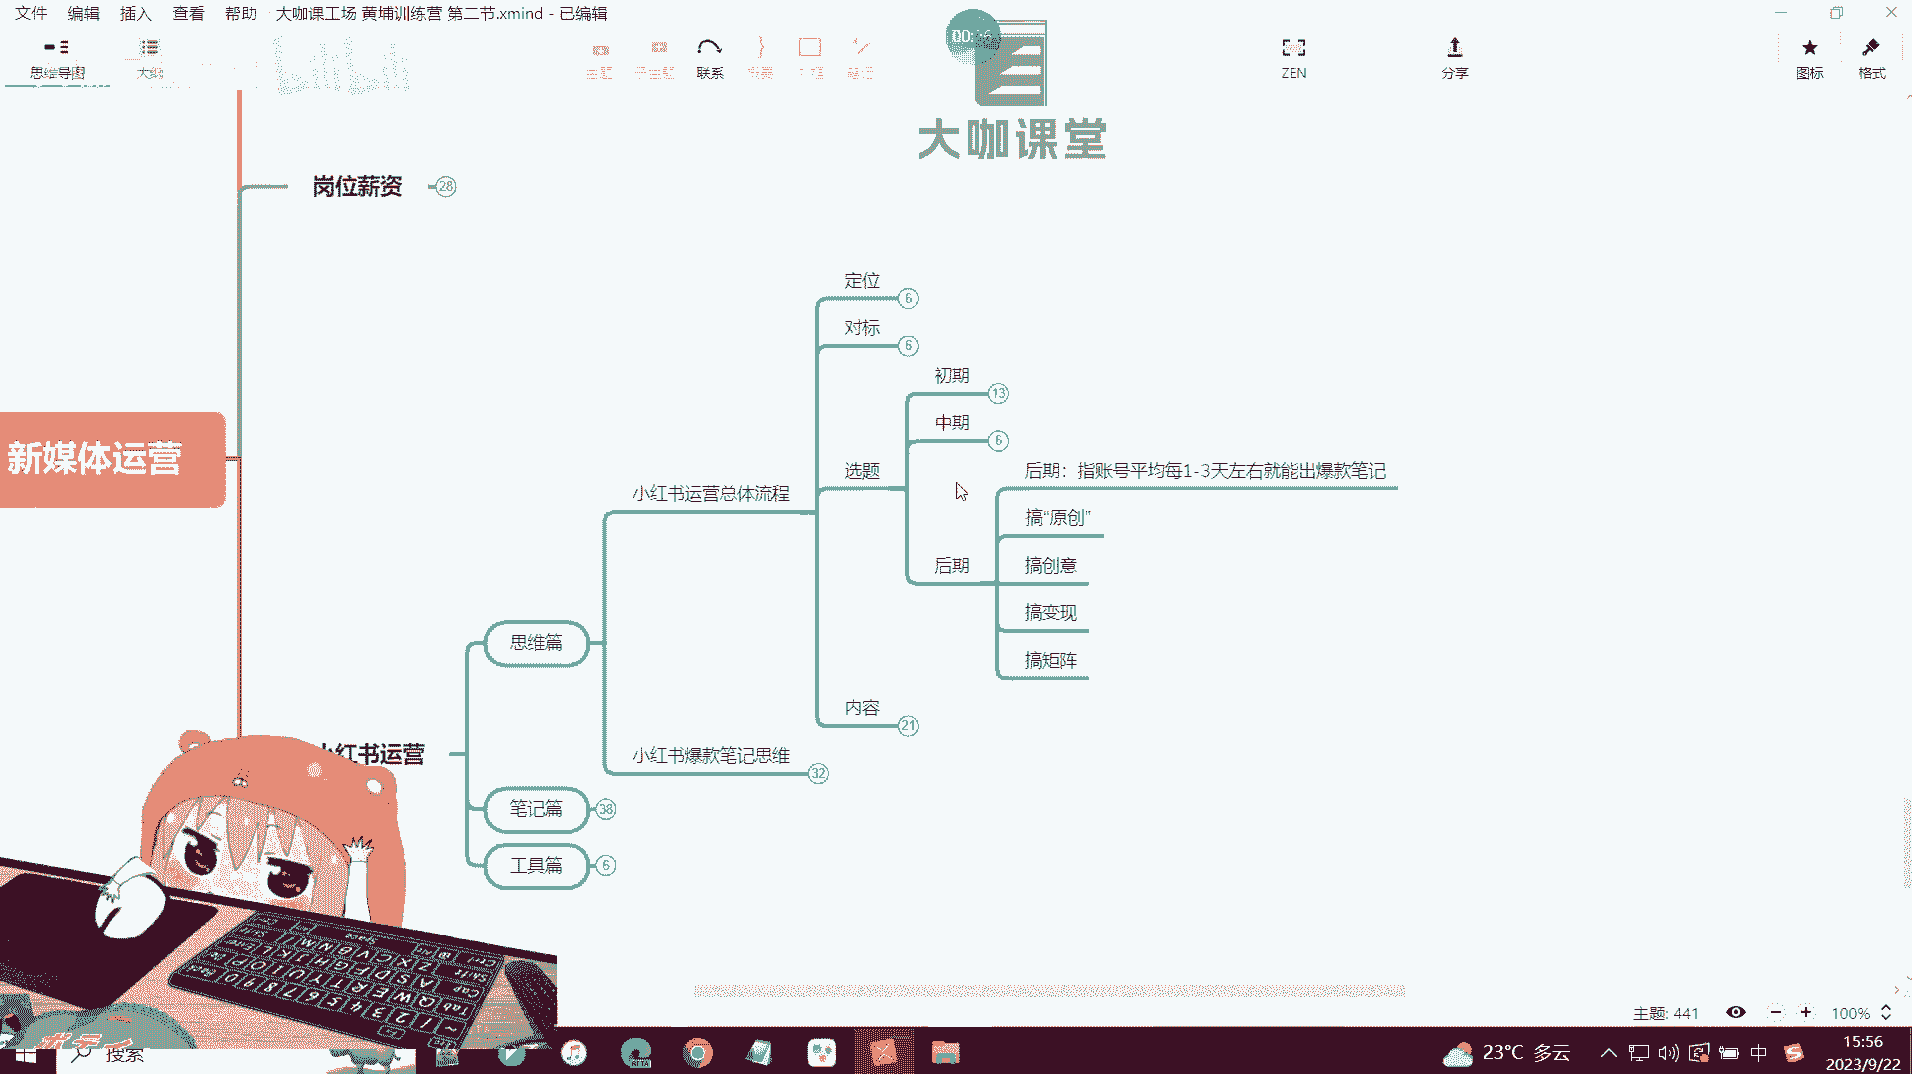 文件 编辑 插入 查看 帮助 大咖课工场 黄埔训练营 第二节.xmind - 已编辑
思维导图
大纲
联系
ZEN
分享
图标
格式
大咖课堂
岗位薪资
28
定位
6
对标
6
初期
13
中期
6
新媒体运营
选题
后期：指账号平均每1-3天左右就能出爆款笔记
小红书运营总体流程
搞“原创”
后期
搞创意
搞变现
思维篇
搞矩阵
内容
21
小红书运营
小红书爆款笔记思维
32
笔记篇
38
工具篇
6
主题: 441
100%
搜索
23°C 多云
中
15:56
2023/9/22